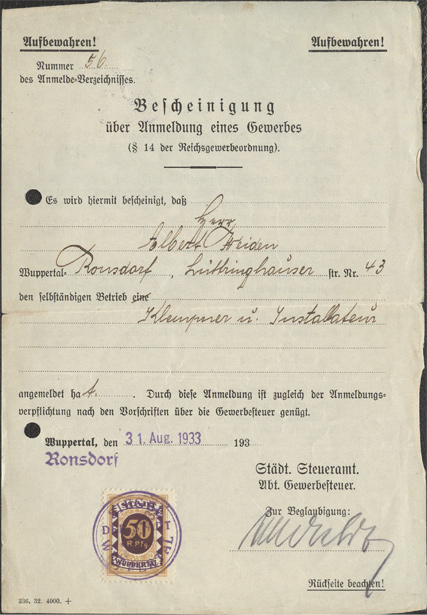 Aufbewahren! Aufbewahren!
Nummer 56
des Anmelde-Verzeichnisses.
Bescheinigung
über Anmeldung eines Gewerbes
(§ 14 der Reichsgewerbeordnung).
Es wird hiermit bescheinigt, daß
Herr
Albert Heiden
Wuppertal-Ronsdorf, Lüttringhauser str. Nr. 43
den selbständigen Betrieb eine
Klempner u. Installateur
angemeldet hat. Durch diese Anmeldung ist zugleich der Anmeldungs-
verpflichtung nach den Vorschriften über die Gewerbesteuer genügt.
Wuppertal, den 31 Aug. 1933 193
Ronsdorf
Städt. Steueramt.
Abt. Gewerbesteuer.
Zur Beglaubigung:
50
R.Pfg.
WUPPERTAL
Rückseite beachten!
236. 32. 4000. +